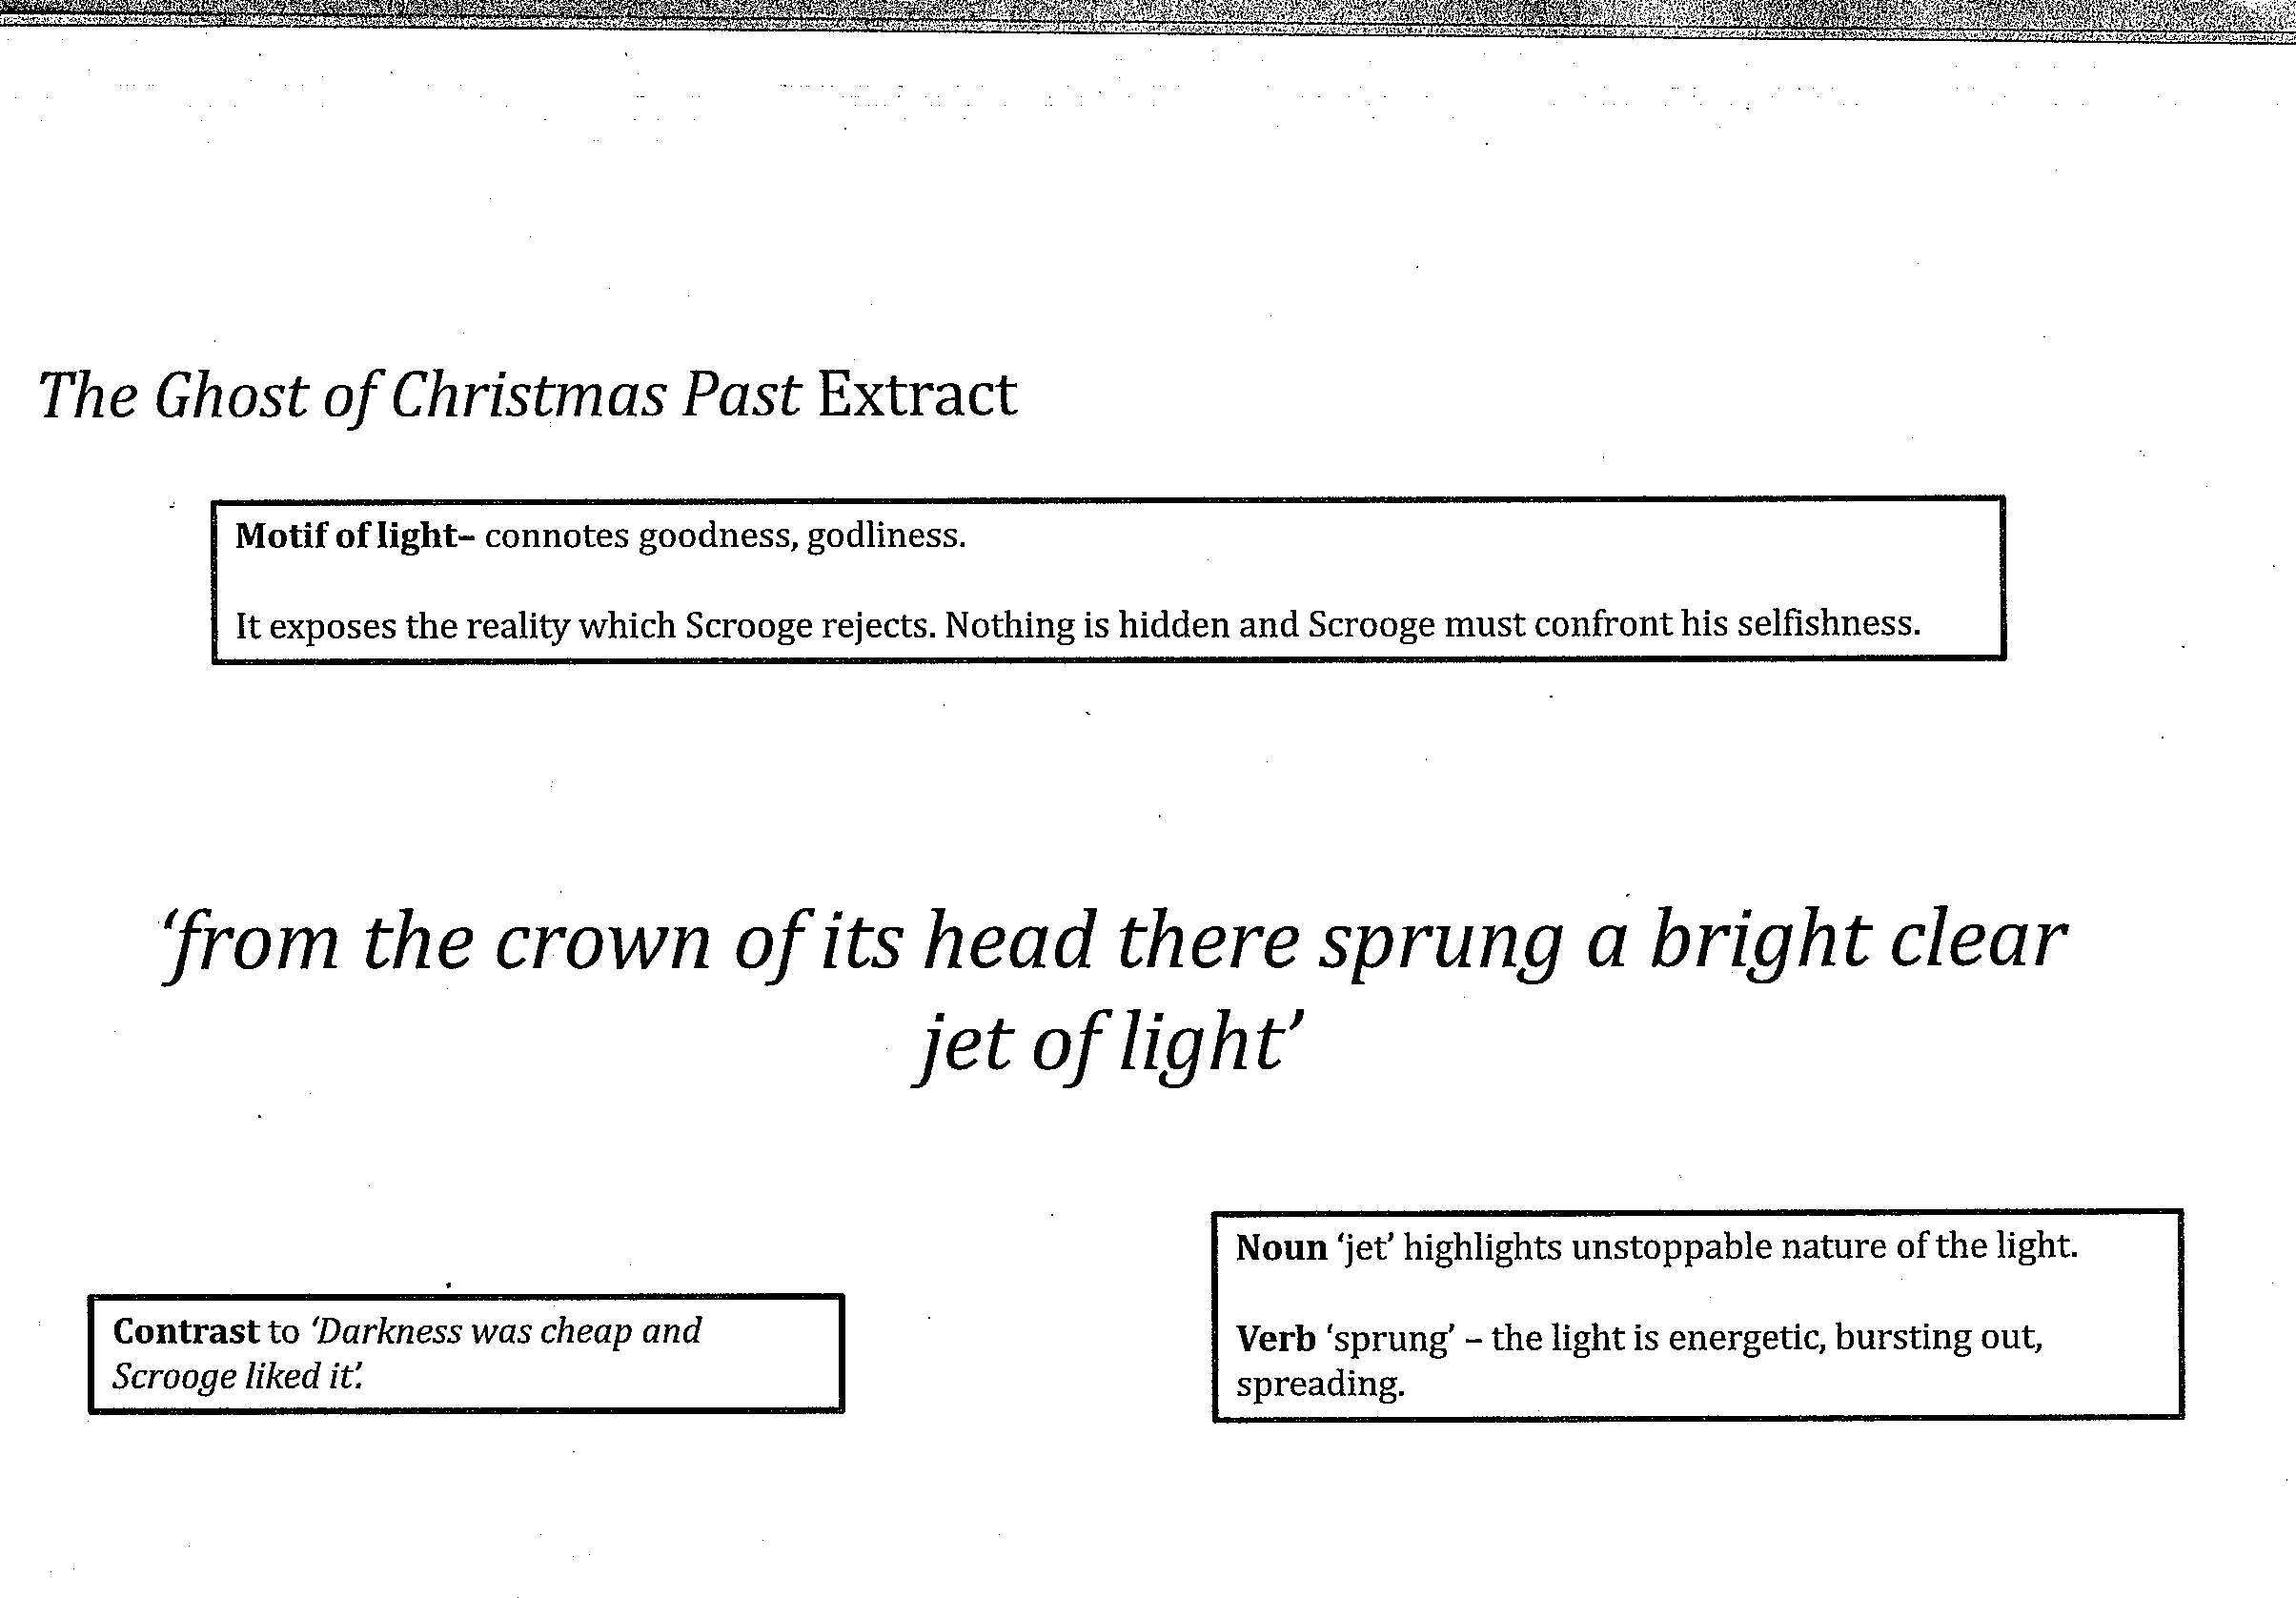 The Ghost of Christmas Past Extract
Motif of light– connotes goodness, godliness.
It exposes the reality which Scrooge rejects. Nothing is hidden and Scrooge must confront his selfishness.
‘from the crown of its head there sprung a bright clear
jet of light’
Noun ‘jet’ highlights unstoppable nature of the light.
Verb ‘sprung’ – the light is energetic, bursting out,
spreading.
Contrast to ‘Darkness was cheap and
Scrooge liked it’.